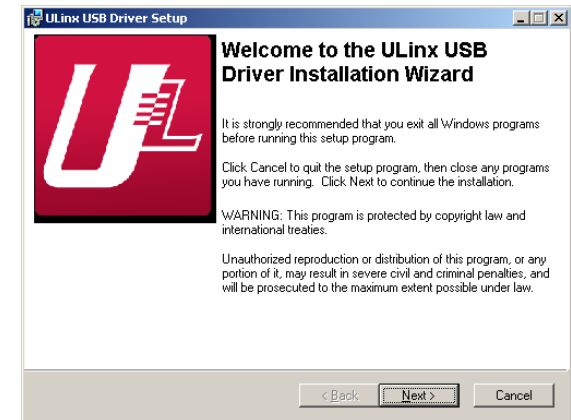 ULinx USB Driver Setup
UL
Welcome to the ULinx USB
Driver Installation Wizard
It is strongly recommended that you exit all Windows programs
before running this setup program.
Click Cancel to quit the setup program, then close any programs
you have running.  Click Next to continue the installation.
WARNING: This program is protected by copyright law and
international treaties.
Unauthorized reproduction or distribution of this program, or any
portion of it, may result in severe civil and criminal penalties, and
will be prosecuted to the maximum extent possible under law.
< Back
Next >
Cancel